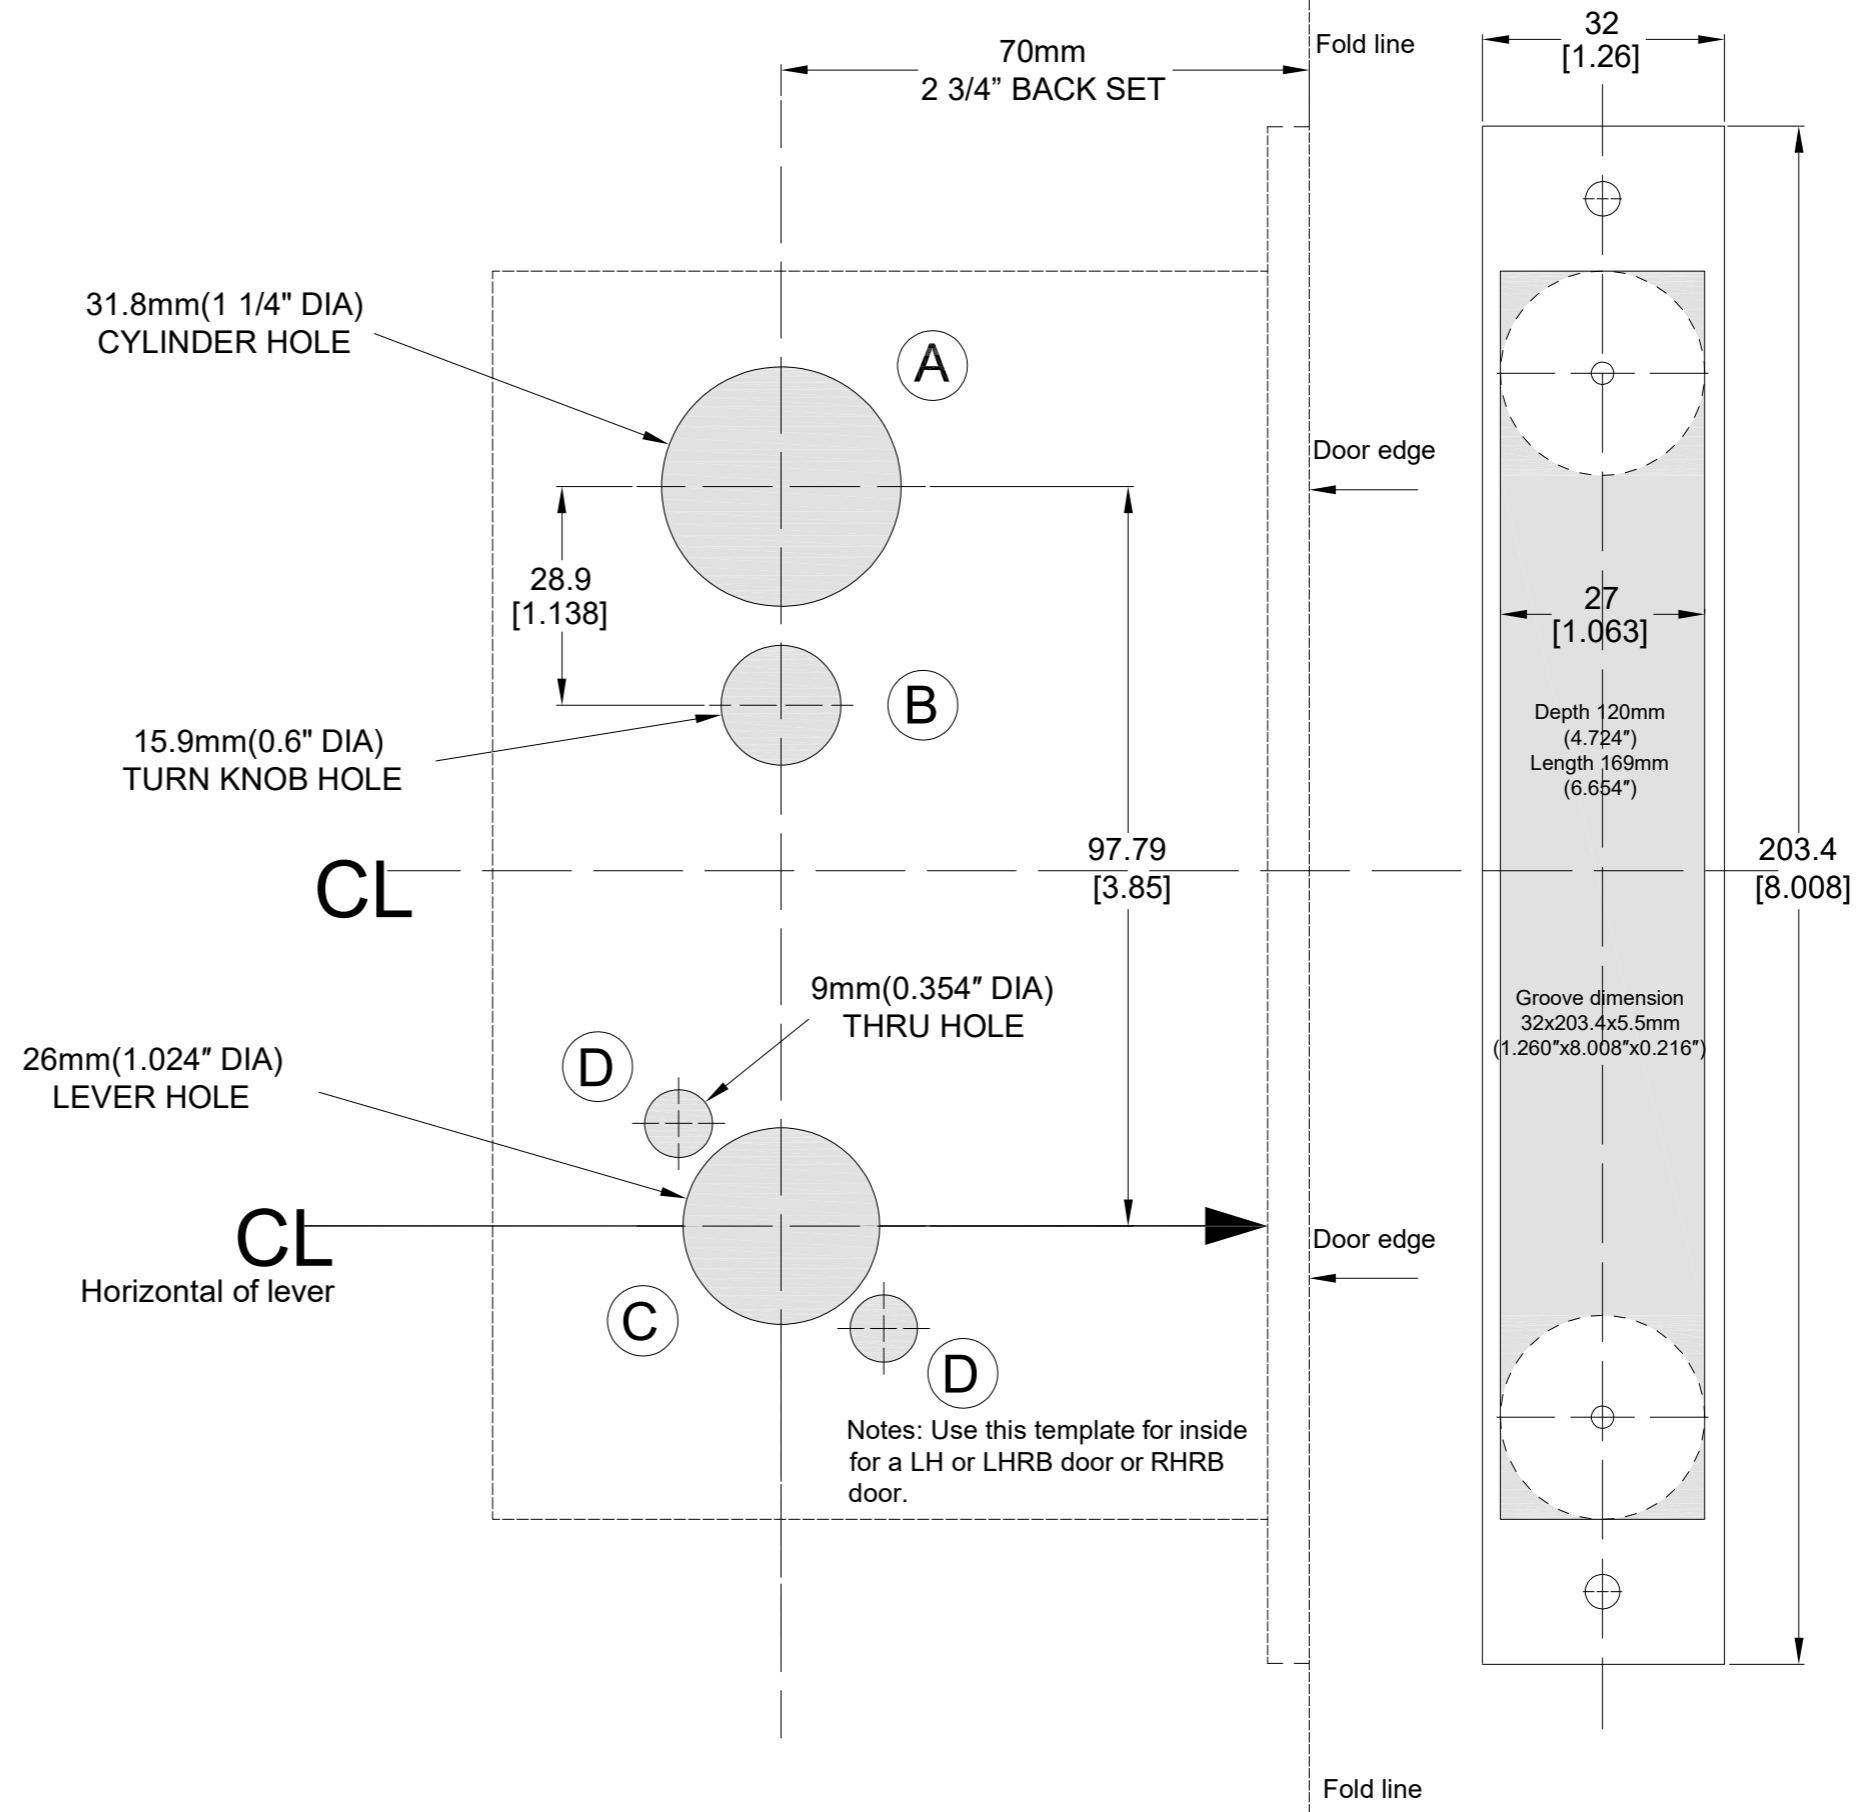 32
[1.26]
Fold line
70mm
2 3/4” BACK SET
31.8mm(1 1/4" DIA)
CYLINDER HOLE
A
Door edge
28.9
[1.138]
27
[1.063]
B
15.9mm(0.6" DIA)
TURN KNOB HOLE
Depth 120mm
(4.724″)
Length 169mm
(6.654″)
CL
97.79
[3.85]
203.4
[8.008]
9mm(0.354″ DIA)
THRU HOLE
Groove dimension
32x203.4x5.5mm
(1.260″x8.008″x0.216″)
D
26mm(1.024″ DIA)
LEVER HOLE
CL
Horizontal of lever
Door edge
C
D
Notes: Use this template for inside
for a LH or LHRB door or RHRB
door.
Fold line